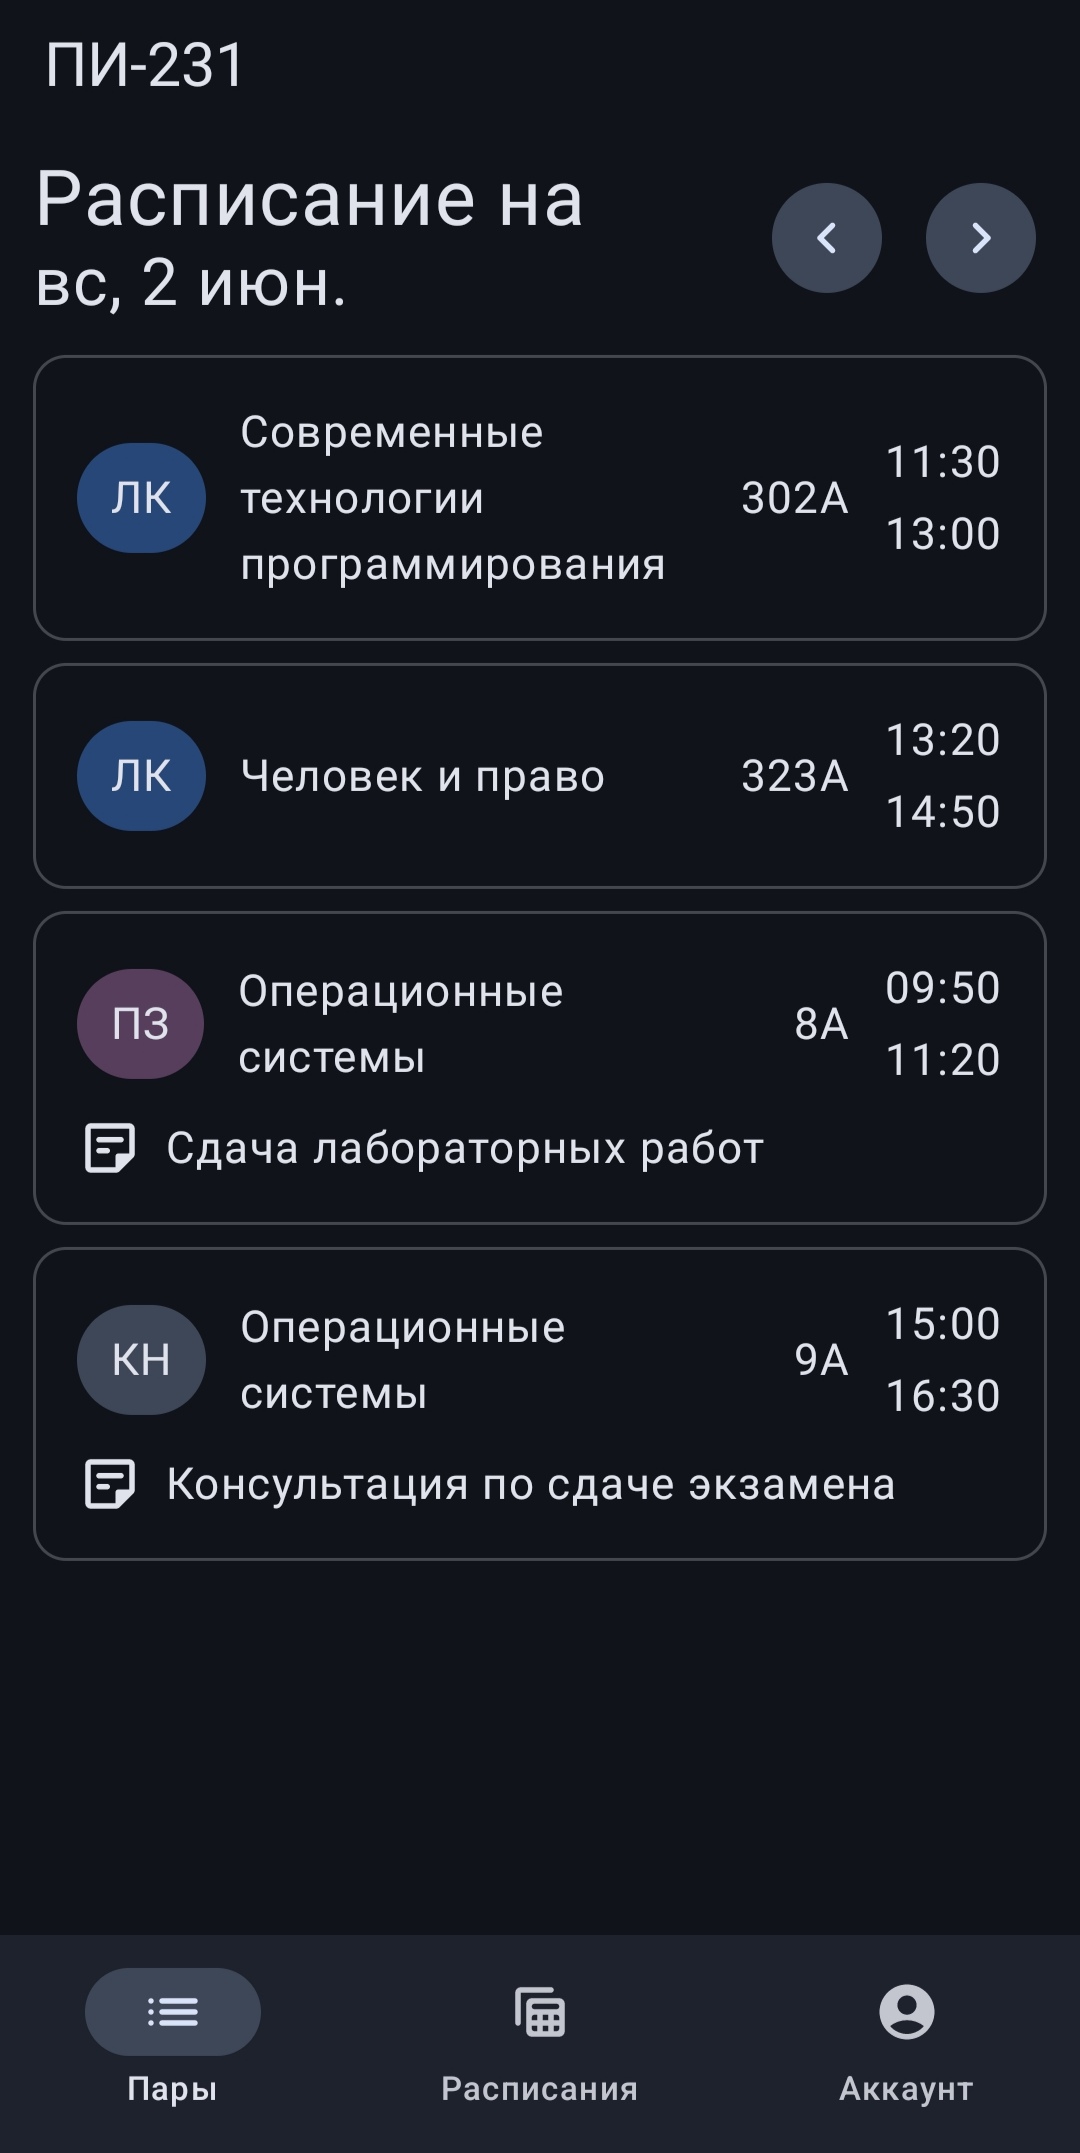 ПИ-231
Расписание на
вс, 2 июн.
ЛК
Современные
технологии
программирования
302А
11:30
13:00
ЛК
Человек и право
323А
13:20
14:50
ПЗ
Операционные
системы
8А
09:50
11:20
Сдача лабораторных работ
КН
Операционные
системы
9А
15:00
16:30
Консультация по сдаче экзамена
Пары
Расписания
Аккаунт